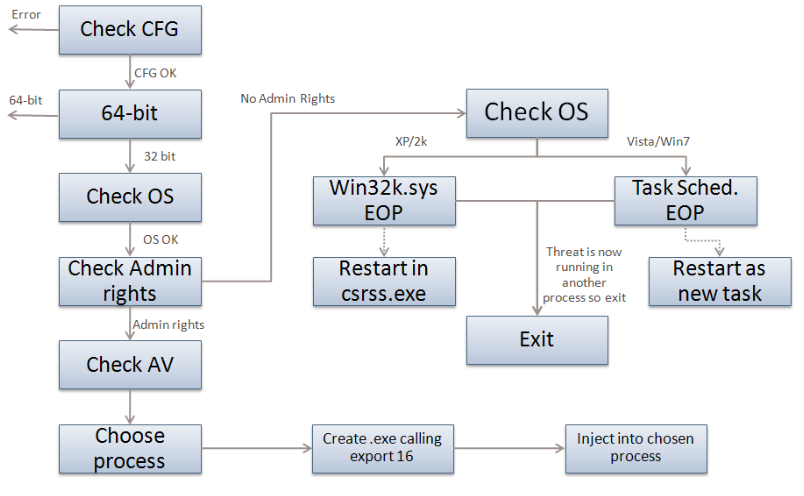 Error
Check CFG
CFG OK
64-bit
64-bit
32 bit
Check OS
OS OK
Check Admin
rights
Admin rights
Check AV
Choose
process
Create .exe calling
export 16
Inject into chosen
process
No Admin Rights
Check OS
XP/2k
Vista/Win7
Win32k.sys
EOP
Task Sched.
EOP
Restart in
csrss.exe
Threat is now
running in
another
process so exit
Restart as
new task
Exit